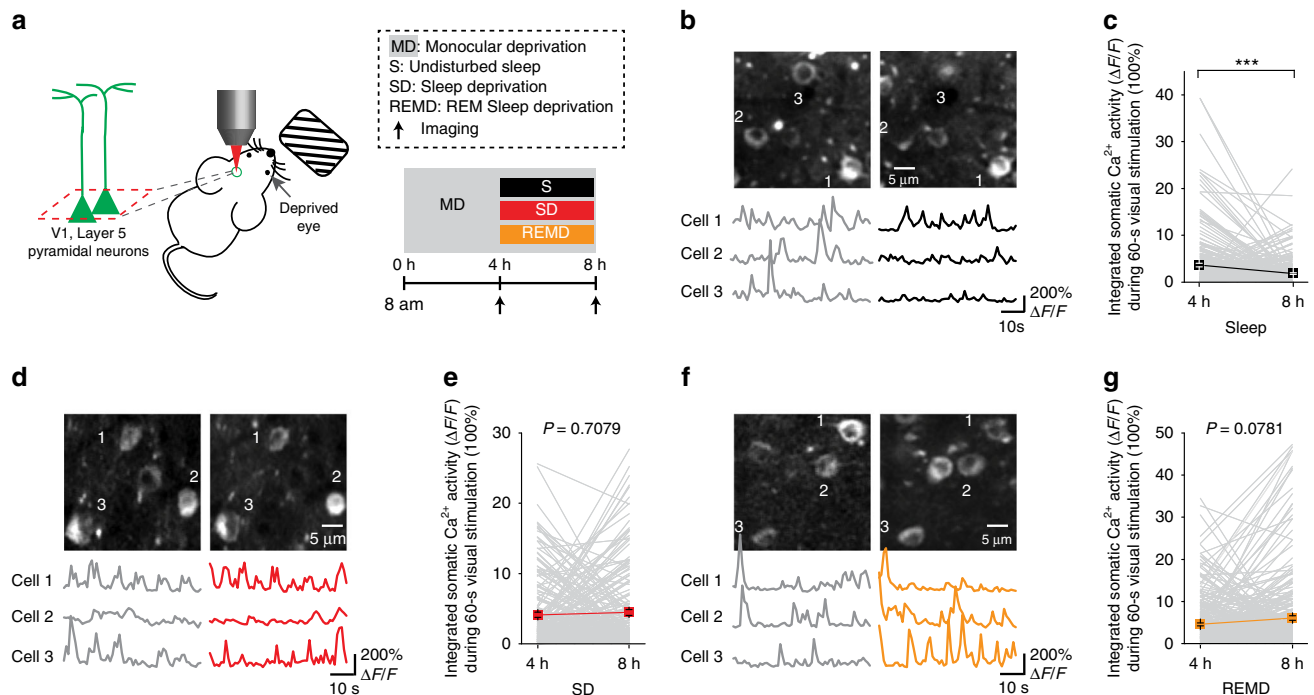 a
MD: Monocular deprivation
S: Undisturbed sleep
SD: Sleep deprivation
REMD: REM Sleep deprivation
Imaging
V1, Layer 5
pyramidal neurons
Deprived
eye
MD
S
SD
REMD
0 h
4 h
8 h
8 am
b
3
2
1
3
2
5 μm
1
Cell 1
Cell 2
Cell 3
200%
ΔF/F
10s
c
Integrated somatic Ca2+ activity (ΔF/F)
during 60-s visual stimulation (100%)
***
40
30
20
10
0
4 h
8 h
Sleep
d
1
2
3
1
2
3
5 μm
Cell 1
Cell 2
Cell 3
200%
ΔF/F
10 s
e
Integrated somatic Ca2+ activity (ΔF/F)
during 60-s visual stimulation (100%)
P = 0.7079
30
20
10
0
4 h
8 h
SD
f
1
2
3
1
2
3
5 μm
Cell 1
Cell 2
Cell 3
200%
ΔF/F
10 s
g
Integrated somatic Ca2+ activity (ΔF/F)
during 60-s visual stimulation (100%)
P = 0.0781
50
40
30
20
10
0
4 h
8 h
REMD